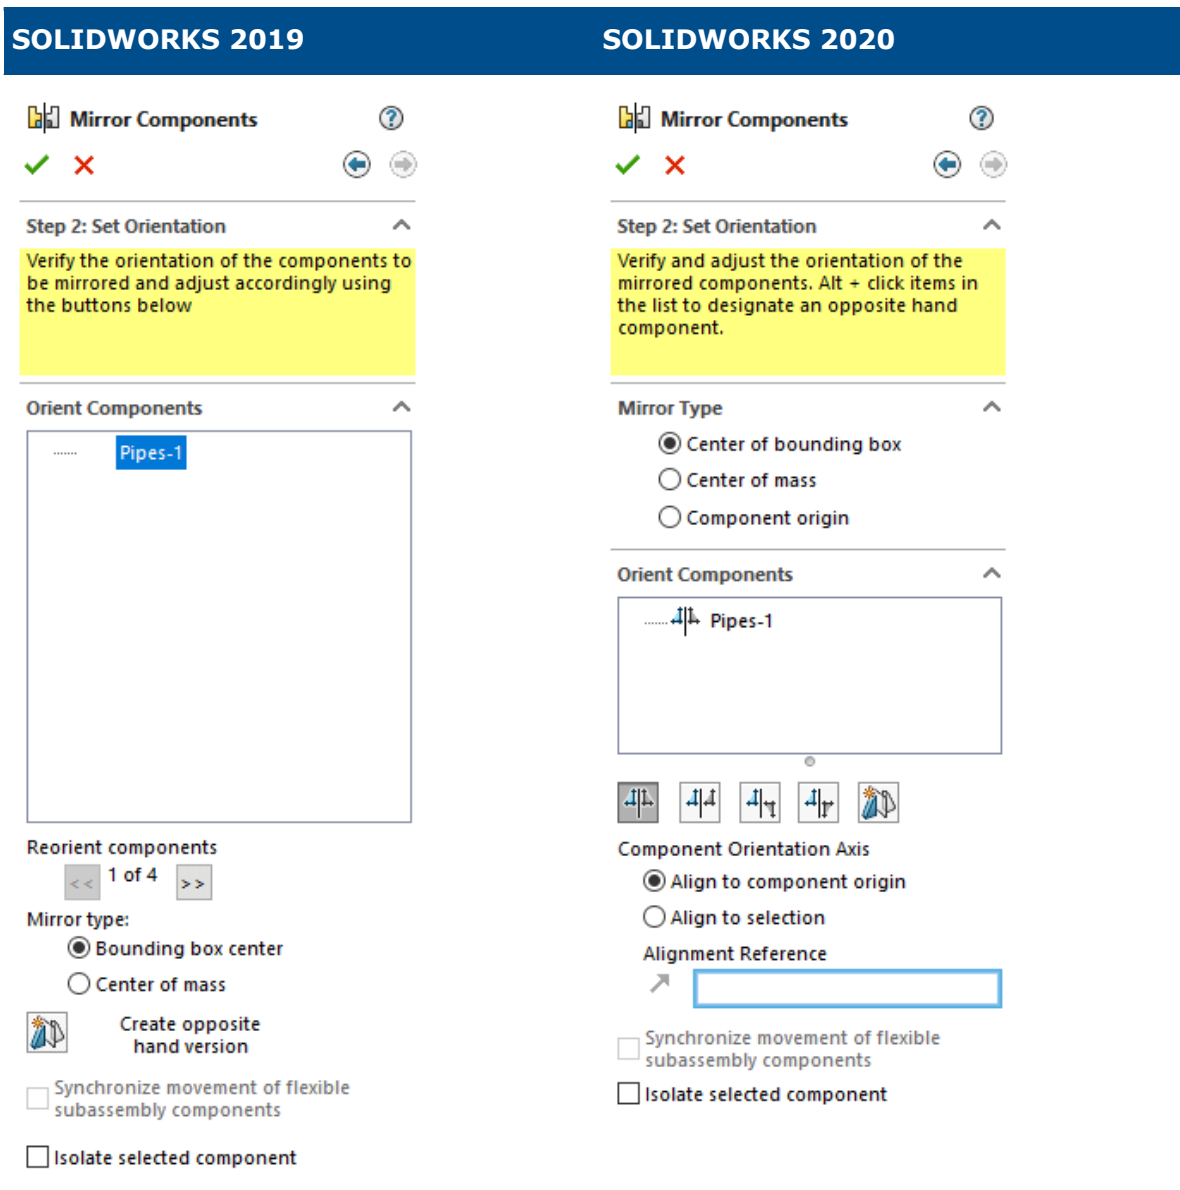 SOLIDWORKS 2019
Mirror Components
Step 2: Set Orientation
Verify the orientation of the components to
be mirrored and adjust accordingly using
the buttons below
Orient Components
Pipes-1
Reorient components
<< 1 of 4 >>
Mirror type:
Bounding box center
Center of mass
Create opposite
hand version
Synchronize movement of flexible
subassembly components
Isolate selected component
SOLIDWORKS 2020
Mirror Components
Step 2: Set Orientation
Verify and adjust the orientation of the
mirrored components. Alt + click items in
the list to designate an opposite hand
component.
Mirror Type
Center of bounding box
Center of mass
Component origin
Orient Components
Pipes-1
Component Orientation Axis
Align to component origin
Align to selection
Alignment Reference
Synchronize movement of flexible
subassembly components
Isolate selected component